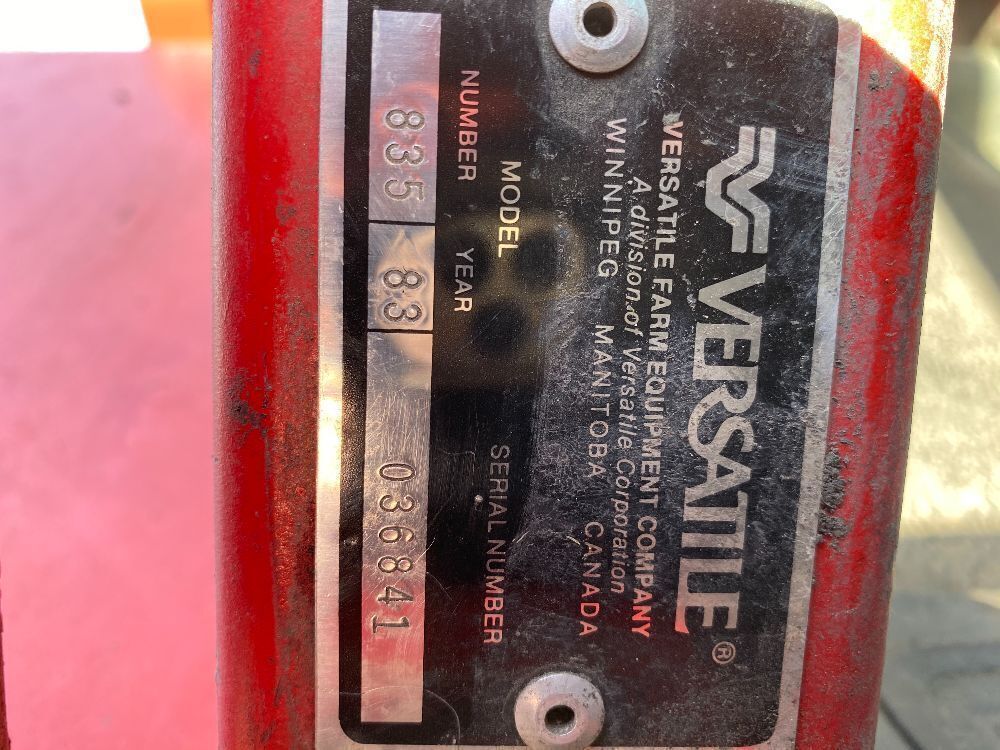 VERSATILE®
VERSATILE FARM EQUIPMENT COMPANY
A division of Versatile Corporation
WINNIPEG MANITOBA CANADA
MODEL SERIAL NUMBER
NUMBER YEAR
835 83 036841